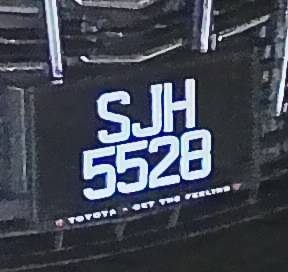 SJH
5528
TOYOTA - GET THE FEELING